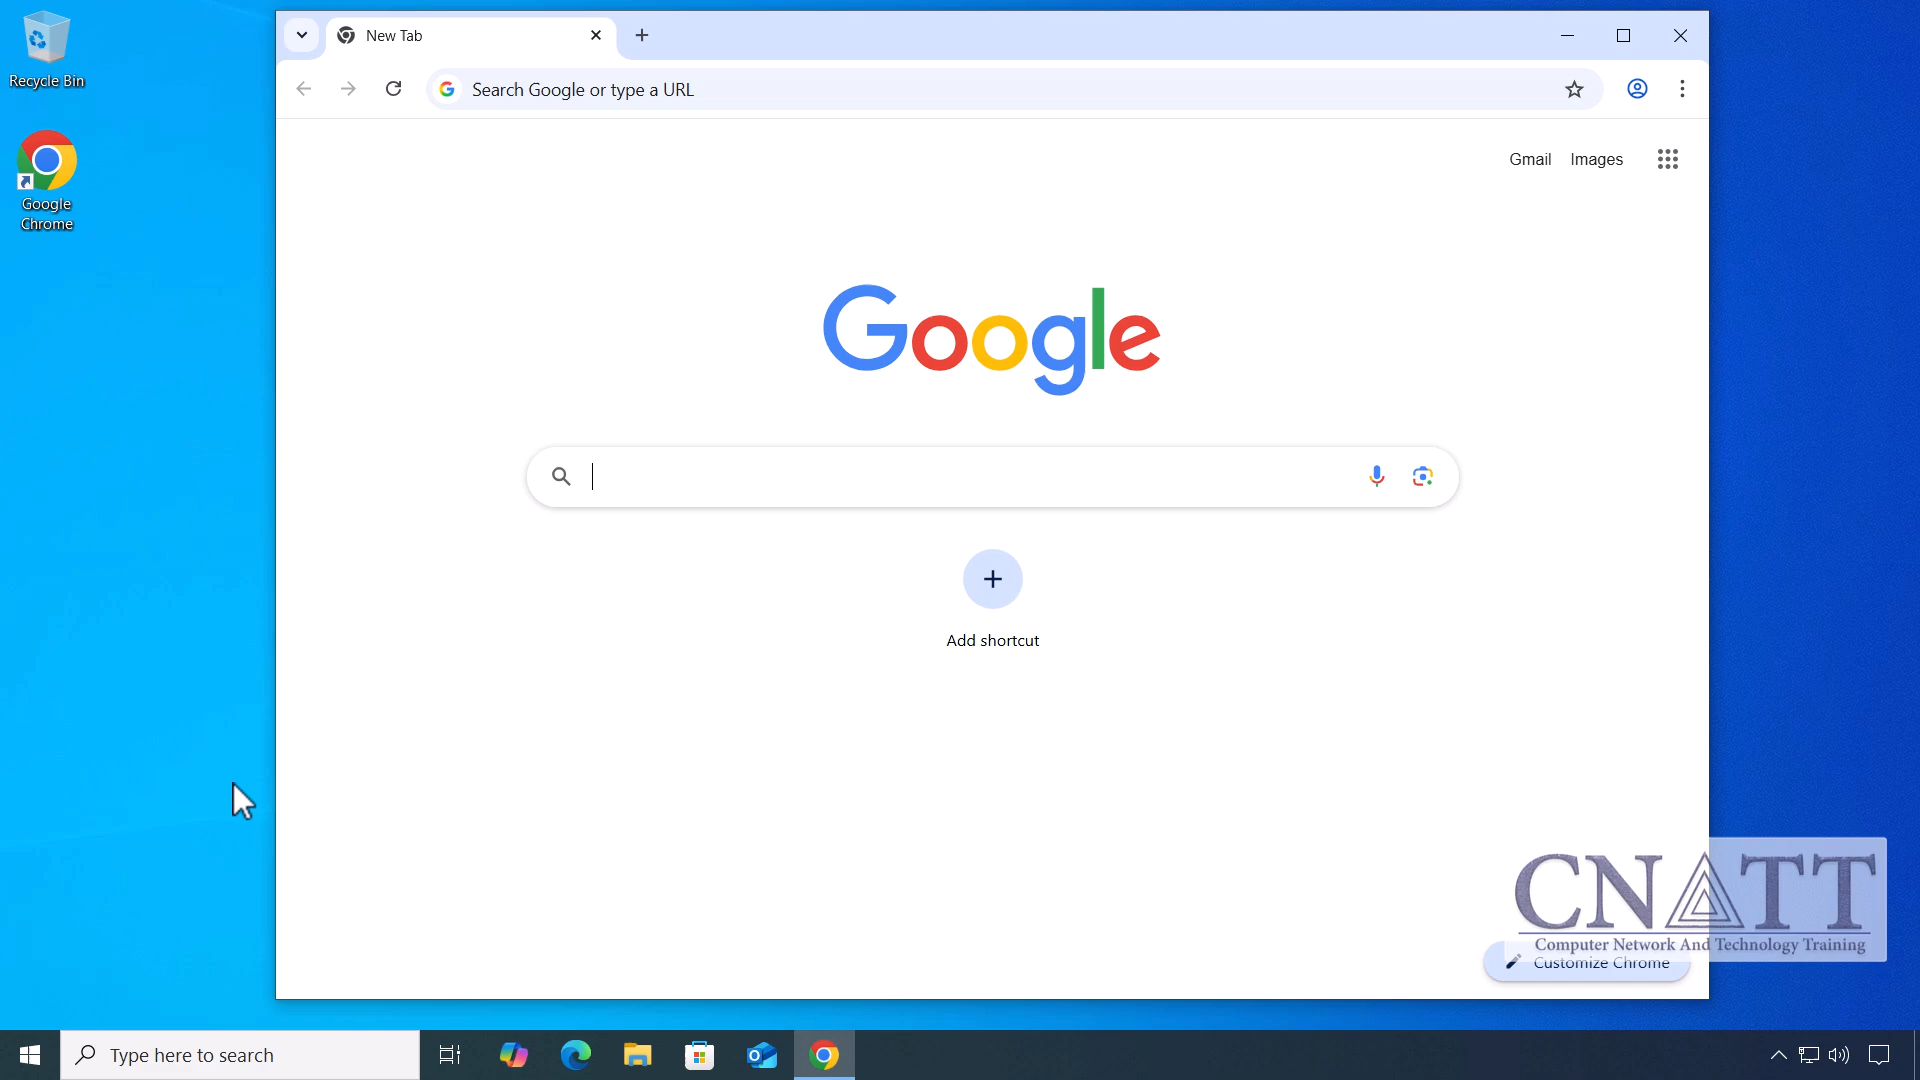 Recycle Bin
Google
Chrome
New Tab
Search Google or type a URL
Gmail Images
Google
Add shortcut
CNATT
Computer Network And Technology Training
Customize Chrome
Type here to search